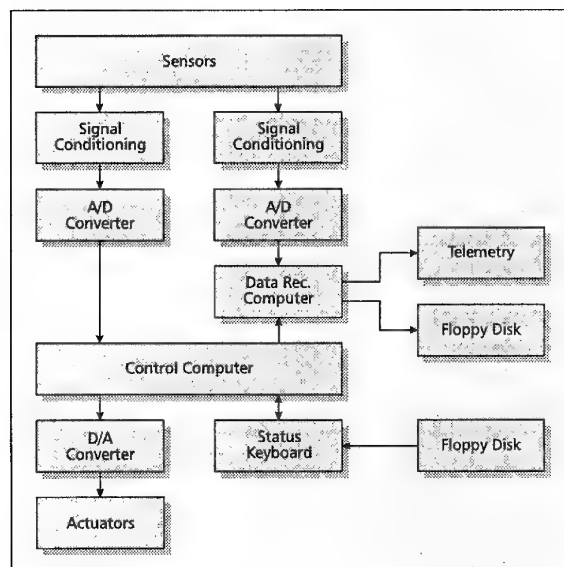 Sensors
Signal
Conditioning
Signal
Conditioning
A/D
Converter
A/D
Converter
Data Rec.
Computer
Telemetry
Floppy Disk
Control Computer
D/A
Converter
Status
Keyboard
Floppy Disk
Actuators